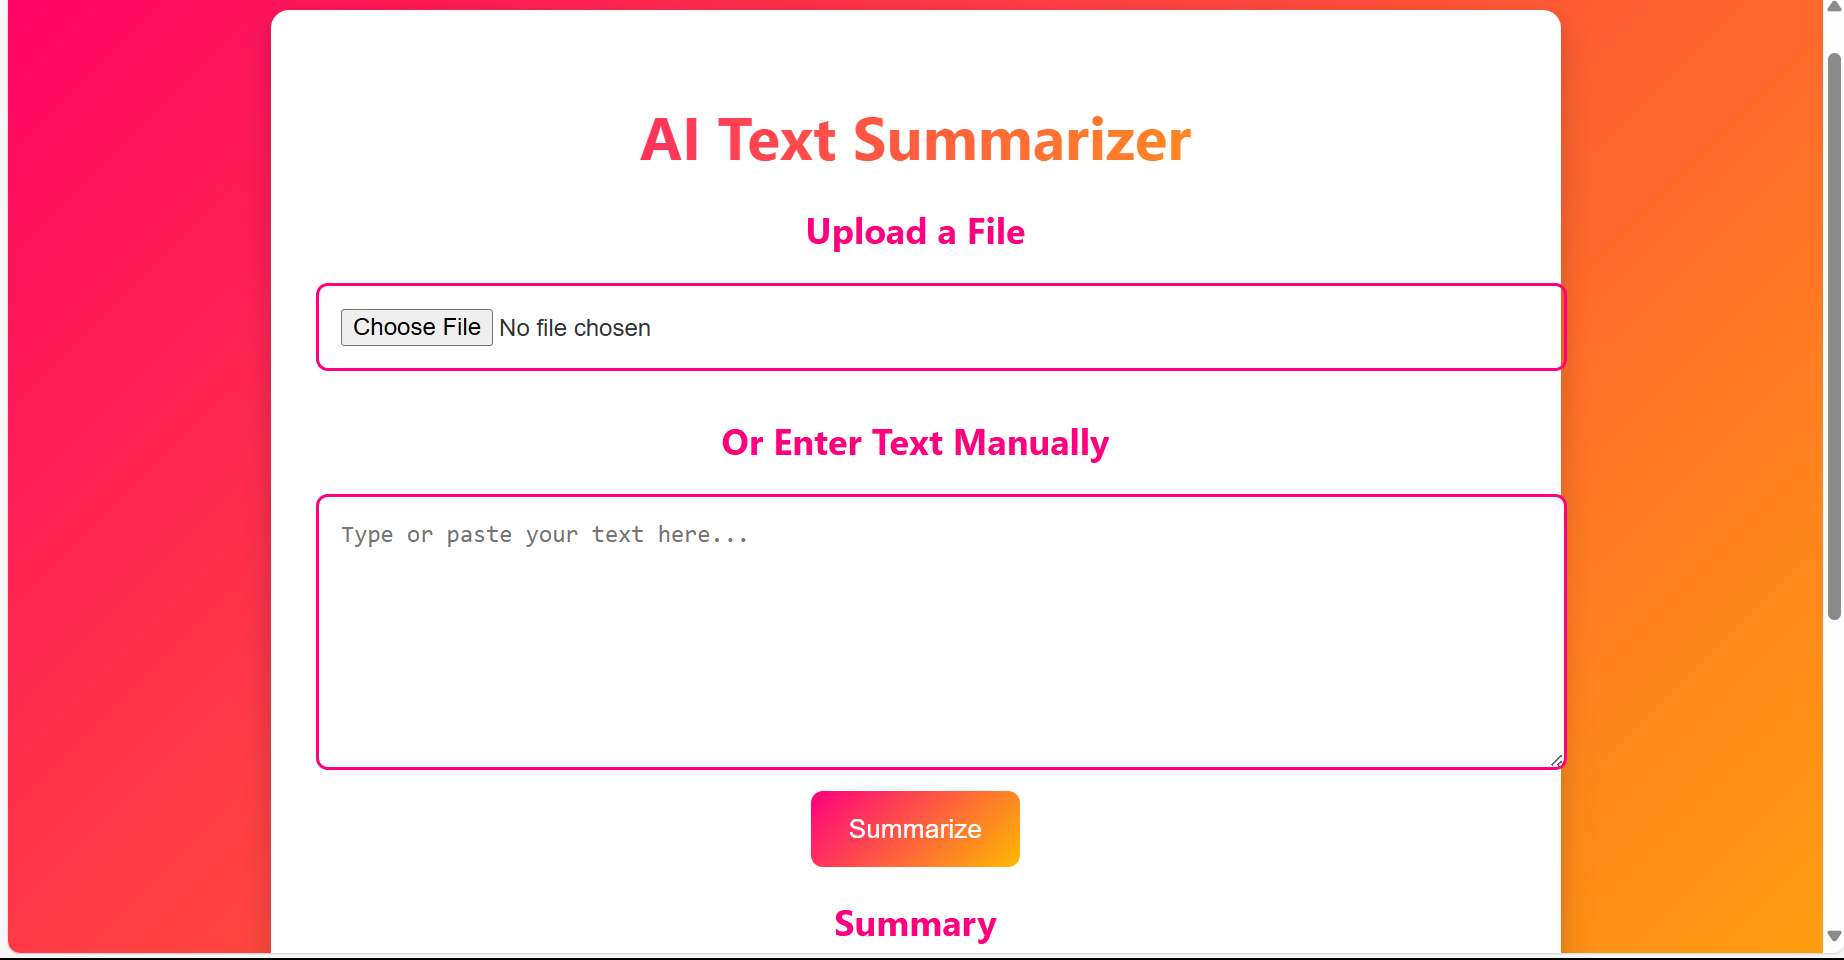 AI Text Summarizer
Upload a File
Choose File No file chosen
Or Enter Text Manually
Type or paste your text here...
Summarize
Summary